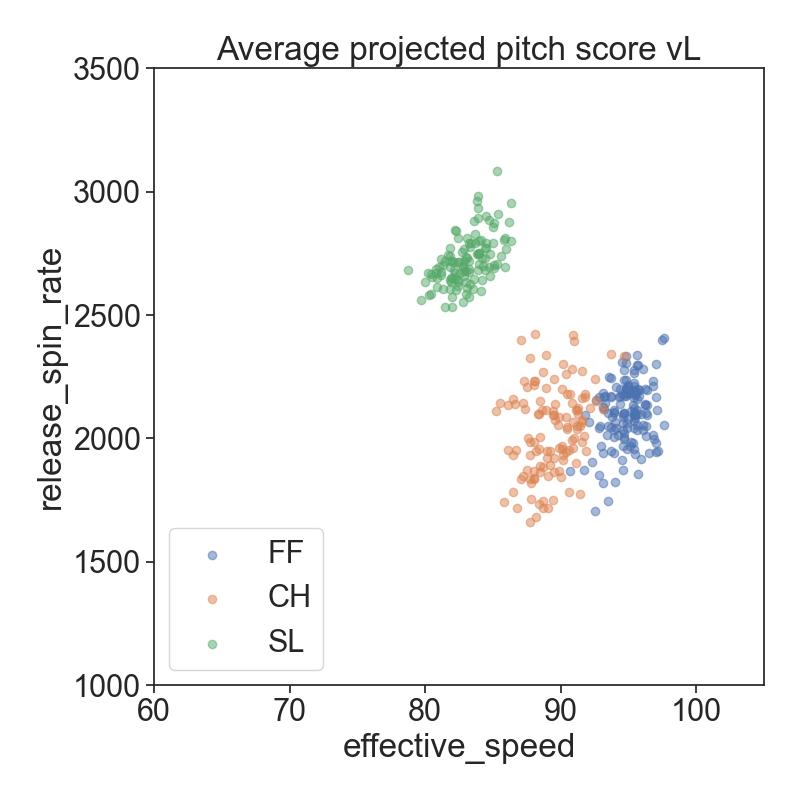 Average projected pitch score vL
3500
3000
2500
2000
1500
1000
release_spin_rate
FF
CH
SL
60 70 80 90 100
effective_speed